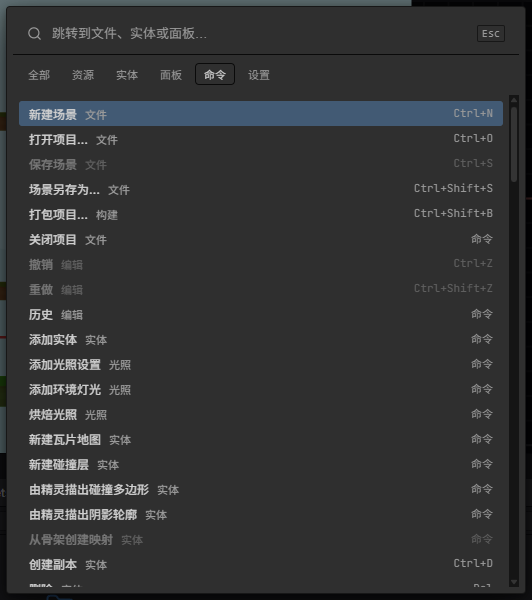 跳转到文件、实体或面板… Esc
全部 资源 实体 面板 命令 设置
新建场景 文件 Ctrl+N
打开项目… 文件 Ctrl+O
保存场景 文件 Ctrl+S
场景另存为… 文件 Ctrl+Shift+S
打包项目… 构建 Ctrl+Shift+B
关闭项目 文件 命令
撤销 编辑 Ctrl+Z
重做 编辑 Ctrl+Shift+Z
历史 编辑 命令
添加实体 实体 命令
添加光照设置 光照 命令
添加环境灯光 光照 命令
烘焙光照 光照 命令
新建瓦片地图 实体 命令
新建碰撞层 实体 命令
由精灵描出碰撞多边形 实体 命令
由精灵描出阴影轮廓 实体 命令
从骨架创建映射 实体 命令
创建副本 实体 Ctrl+D